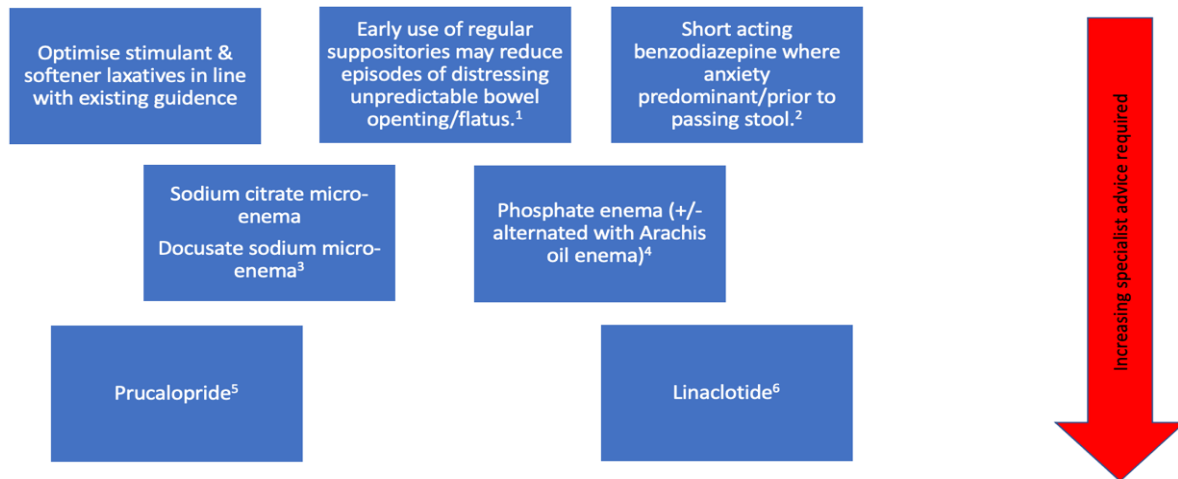 Optimise stimulant &
softener laxatives in line
with existing guidence
Early use of regular
suppositories may reduce
episodes of distressing
unpredictable bowel
openting/flatus.¹
Short acting
benzodiazepine where
anxiety
predominant/prior to
passing stool.²
Sodium citrate micro-
enema
Docusate sodium micro-
enema³
Phosphate enema (+/-
alternated with Arachis
oil enema)⁴
Prucalopride⁵
Linaclotide⁶
Increasing specialist advice required